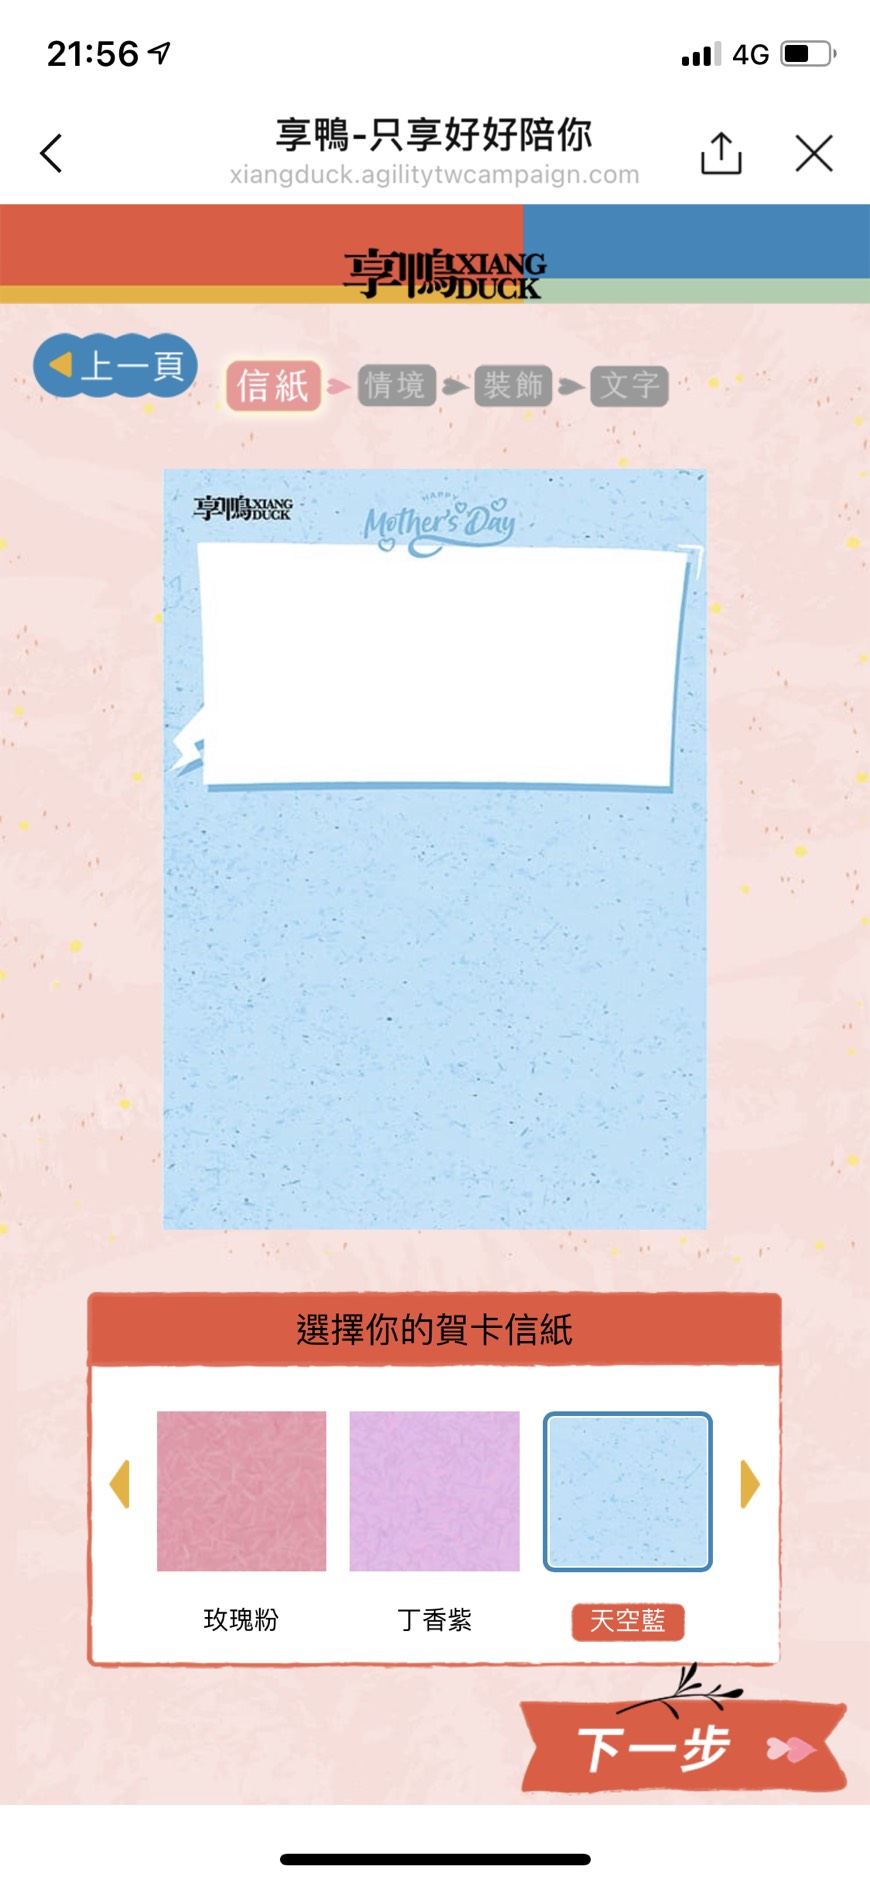 21:56
4G
享鴨-只享好好陪你
xiangduck.agilitytwcampaign.com
享鴨XIANG
DUCK
上一頁
信紙
情境
裝飾
文字
享鴨XIANG
DUCK
HAPPY
Mother's Day
選擇你的賀卡信紙
玫瑰粉
丁香紫
天空藍
下一步